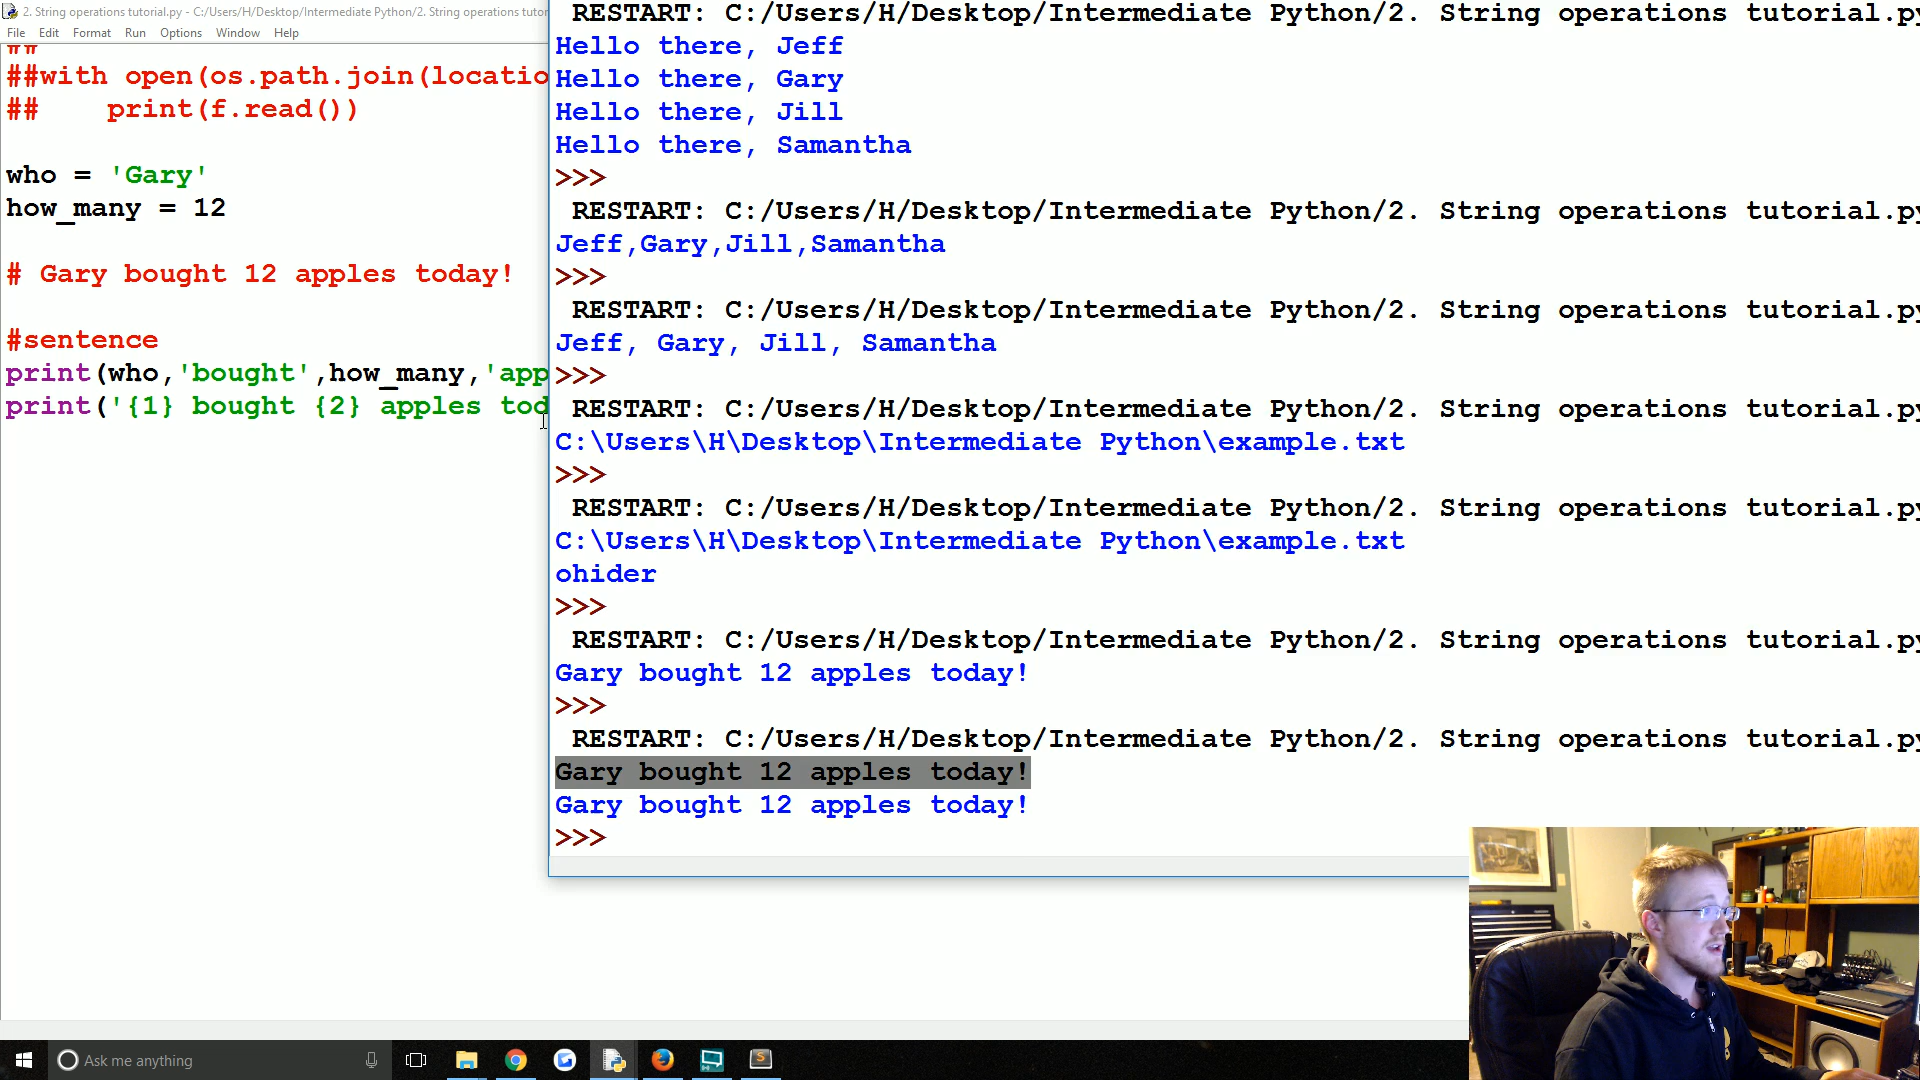 2. String operations tutorial.py - C:/Users/H/Desktop/Intermediate Python/2. String operations tutor
File Edit Format Run Options Window Help
##
##with open(os.path.join(locatio
##    print(f.read())
who = 'Gary'
how_many = 12
# Gary bought 12 apples today!
#sentence
print(who,'bought',how_many,'app
print('{1} bought {2} apples tod
RESTART: C:/Users/H/Desktop/Intermediate Python/2. String operations tutorial.py
Hello there, Jeff
Hello there, Gary
Hello there, Jill
Hello there, Samantha
>>>
RESTART: C:/Users/H/Desktop/Intermediate Python/2. String operations tutorial.py
Jeff,Gary,Jill,Samantha
>>>
RESTART: C:/Users/H/Desktop/Intermediate Python/2. String operations tutorial.py
Jeff, Gary, Jill, Samantha
>>>
RESTART: C:/Users/H/Desktop/Intermediate Python/2. String operations tutorial.py
C:\Users\H\Desktop\Intermediate Python\example.txt
>>>
RESTART: C:/Users/H/Desktop/Intermediate Python/2. String operations tutorial.py
C:\Users\H\Desktop\Intermediate Python\example.txt
ohider
>>>
RESTART: C:/Users/H/Desktop/Intermediate Python/2. String operations tutorial.py
Gary bought 12 apples today!
>>>
RESTART: C:/Users/H/Desktop/Intermediate Python/2. String operations tutorial.py
Gary bought 12 apples today!
Gary bought 12 apples today!
>>>
Ask me anything